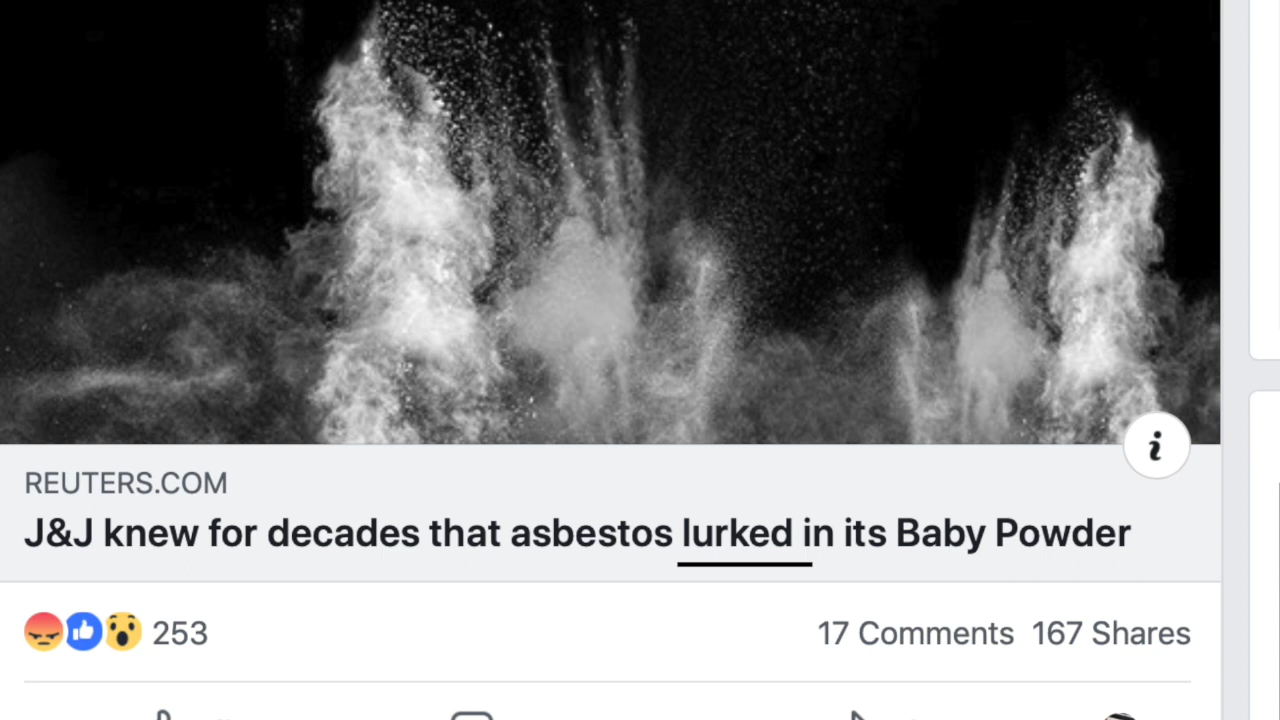 REUTERS.COM
J&J knew for decades that asbestos lurked in its Baby Powder
253
17 Comments 167 Shares